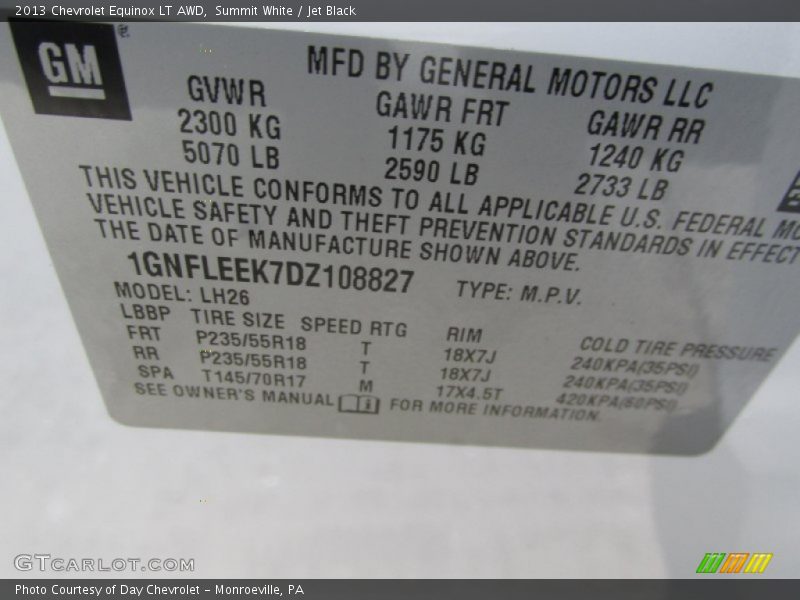 2013 Chevrolet Equinox LT AWD, Summit White / Jet Black
GM
MFD BY GENERAL MOTORS LLC
GVWR GAWR FRT GAWR RR
2300 KG 1175 KG 1240 KG
5070 LB 2590 LB 2733 LB
THIS VEHICLE CONFORMS TO ALL APPLICABLE U.S. FEDERAL MO
VEHICLE SAFETY AND THEFT PREVENTION STANDARDS IN EFFECT
THE DATE OF MANUFACTURE SHOWN ABOVE.
1GNFLEEK7DZ108827 TYPE: M.P.V.
MODEL: LH26
LBBP TIRE SIZE SPEED RTG RIM COLD TIRE PRESSURE
FRT P235/55R18 T 18X7J 240KPA(35PSI)
RR P235/55R18 T 18X7J 240KPA(35PSI)
SPA T145/70R17 M 17X4.5T 420KPA(60PSI)
SEE OWNER'S MANUAL FOR MORE INFORMATION.
GTCARLOT.COM
Photo Courtesy of Day Chevrolet – Monroeville, PA